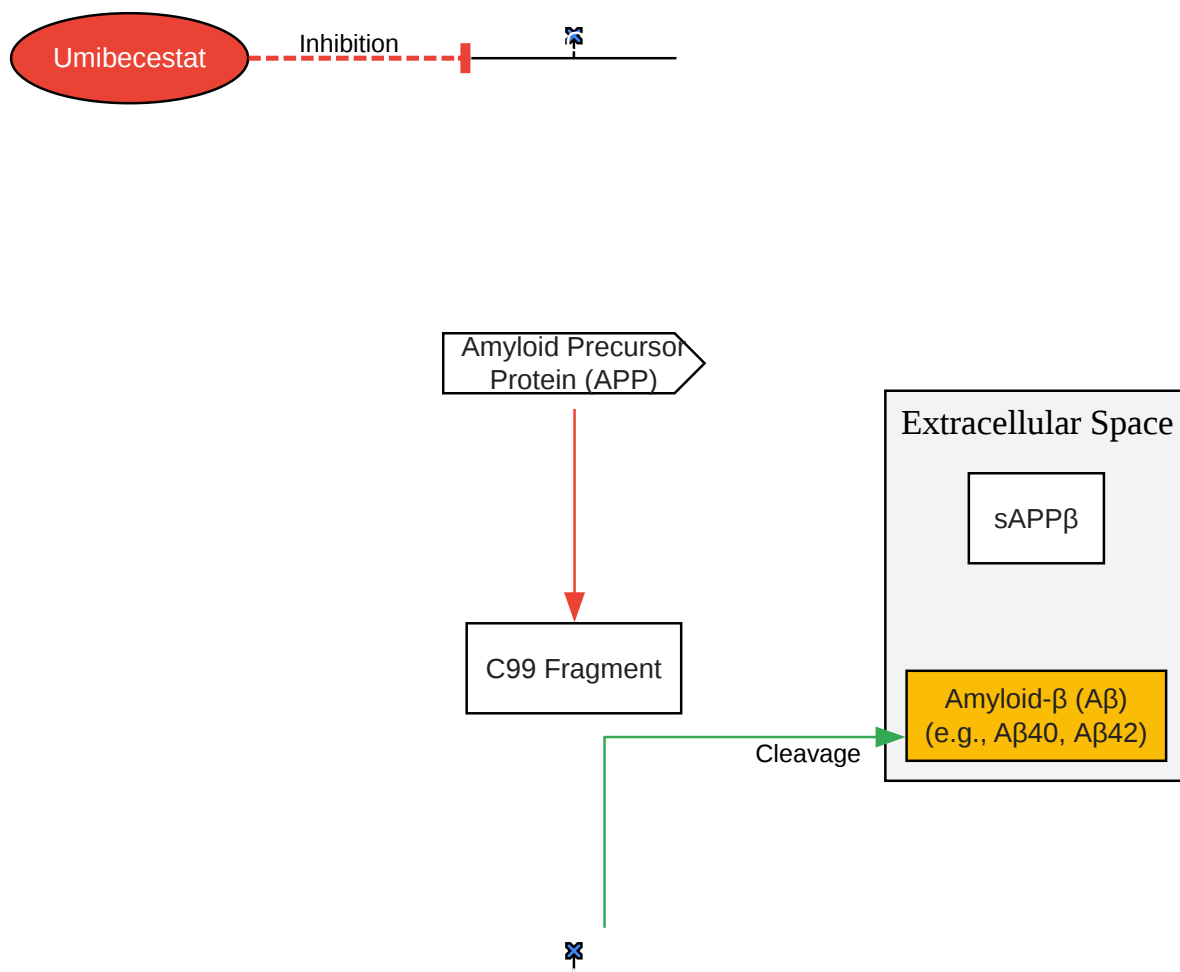 Umibecestat
Inhibition
Amyloid Precursor
Protein (APP)
Extracellular Space
sAPPβ
C99 Fragment
Amyloid-β (Aβ)
(e.g., Aβ40, Aβ42)
Cleavage